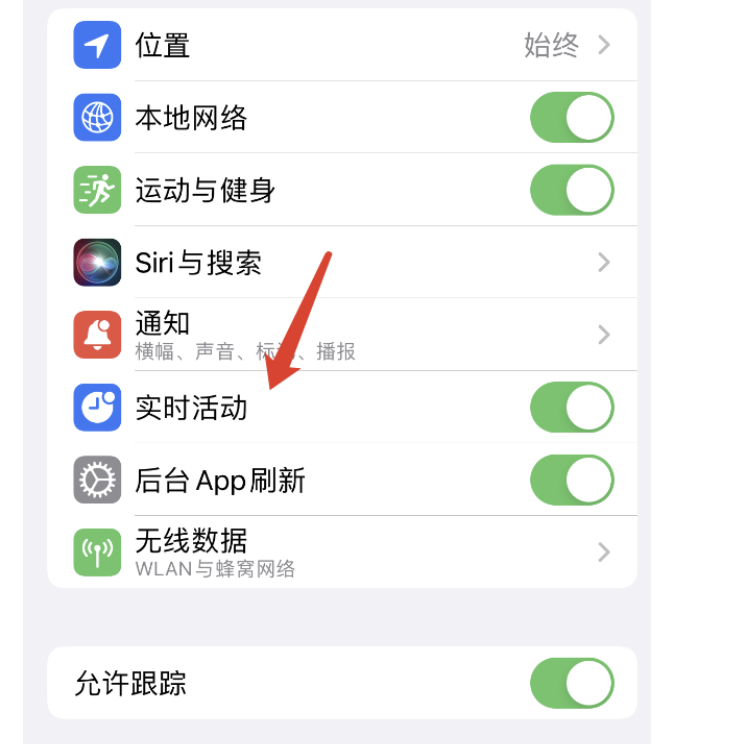 位置
始终
本地网络
运动与健身
Siri与搜索
通知
横幅、声音、标、播报
实时活动
后台App刷新
无线数据
WLAN与蜂窝网络
允许跟踪